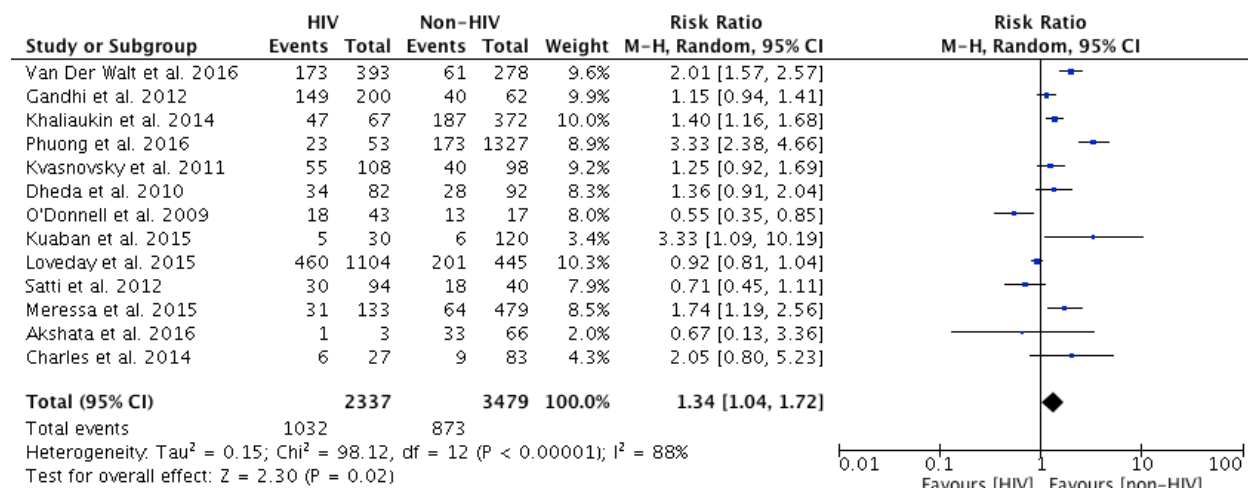 HIV Non-HIV Risk Ratio Risk Ratio
Study or Subgroup Events Total Events Total Weight M-H, Random, 95% CI M-H, Random, 95% CI
Van Der Walt et al. 2016 173 393 61 278 9.6% 2.01 [1.57, 2.57]
Gandhi et al. 2012 149 200 40 62 9.9% 1.15 [0.94, 1.41]
Khaliaukin et al. 2014 47 67 187 372 10.0% 1.40 [1.16, 1.68]
Phuong et al. 2016 23 53 173 1327 8.9% 3.33 [2.38, 4.66]
Kvasnovsky et al. 2011 55 108 40 98 9.2% 1.25 [0.92, 1.69]
Dheda et al. 2010 34 82 28 92 8.3% 1.36 [0.91, 2.04]
O'Donnell et al. 2009 18 43 13 17 8.0% 0.55 [0.35, 0.85]
Kuaban et al. 2015 5 30 6 120 3.4% 3.33 [1.09, 10.19]
Loveday et al. 2015 460 1104 201 445 10.3% 0.92 [0.81, 1.04]
Satti et al. 2012 30 94 18 40 7.9% 0.71 [0.45, 1.11]
Meressa et al. 2015 31 133 64 479 8.5% 1.74 [1.19, 2.56]
Akshata et al. 2016 1 3 33 66 2.0% 0.67 [0.13, 3.36]
Charles et al. 2014 6 27 9 83 4.3% 2.05 [0.80, 5.23]
Total (95% CI) 2337 3479 100.0% 1.34 [1.04, 1.72]
Total events 1032 873
Heterogeneity: Tau² = 0.15; Chi² = 98.12, df = 12 (P < 0.00001); I² = 88%
Test for overall effect: Z = 2.30 (P = 0.02)
0.01 0.1 1 10 100
Favours [HIV] Favours [non-HIV]